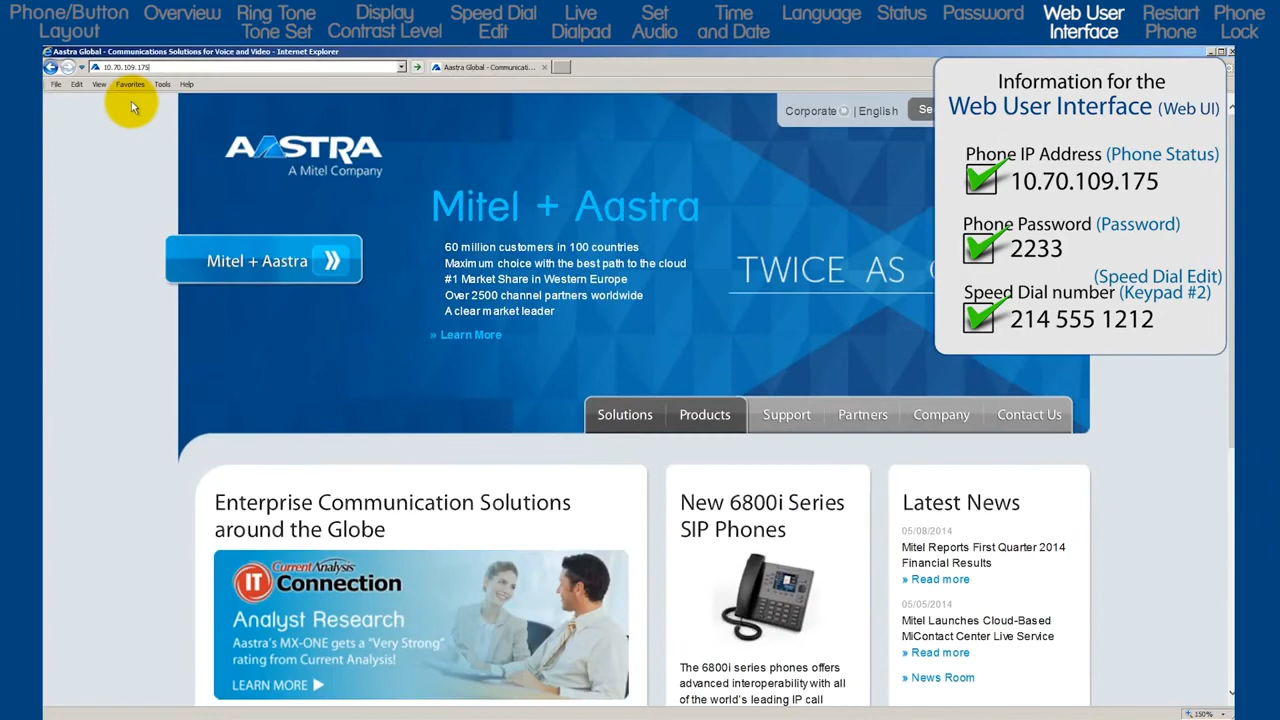 Phone/Button Layout
Overview
Ring Tone
Tone Set
Display
Contrast Level
Speed Dial
Edit
Live
Dialpad
Set
Audio
Time
and Date
Language
Status
Password
Web User
Interface
Restart
Phone
Phone
Lock
Aastra Global - Communications Solutions for Voice and Video - Internet Explorer
10.70.109.175
Aastra Global - Communicati...
File Edit View Favorites Tools Help
Corporate | English
Se
AASTRA
A Mitel Company
Mitel + Aastra
60 million customers in 100 countries
Maximum choice with the best path to the cloud
#1 Market Share in Western Europe
Over 2500 channel partners worldwide
A clear market leader
» Learn More
Mitel + Aastra »
TWICE AS
Information for the
Web User Interface (Web UI)
Phone IP Address (Phone Status)
10.70.109.175
Phone Password (Password)
2233
(Speed Dial Edit)
Speed Dial number (Keypad #2)
214 555 1212
Solutions Products Support Partners Company Contact Us
Enterprise Communication Solutions
around the Globe
Current Analysis
IT Connection
Analyst Research
Aastra's MX-ONE gets a "Very Strong"
rating from Current Analysis!
LEARN MORE
New 6800i Series
SIP Phones
The 6800i series phones offers
advanced interoperability with all
of the world's leading IP call
Latest News
05/08/2014
Mitel Reports First Quarter 2014
Financial Results
» Read more
05/05/2014
Mitel Launches Cloud-Based
MiContact Center Live Service
» Read more
» News Room
150%